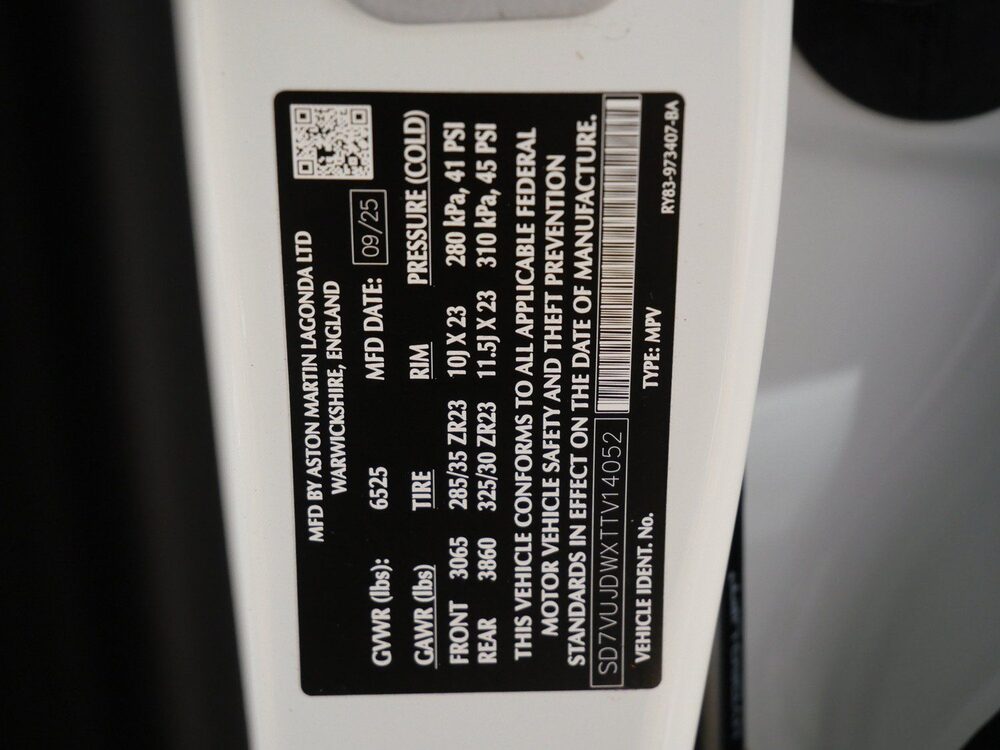 MFD BY ASTON MARTIN LAGONDA LTD
WARWICKSHIRE, ENGLAND
GVWR (lbs): 6525 MFD DATE: 09/25
GAWR (lbs) TIRE RIM PRESSURE (COLD)
FRONT 3065 285/35 ZR23 10J X 23 280 kPa, 41 PSI
REAR 3860 325/30 ZR23 11.5J X 23 310 kPa, 45 PSI
THIS VEHICLE CONFORMS TO ALL APPLICABLE FEDERAL
MOTOR VEHICLE SAFETY AND THEFT PREVENTION
STANDARDS IN EFFECT ON THE DATE OF MANUFACTURE.
SD7VUJDWXTTV14052
VEHICLE IDENT. No. TYPE: MPV
RY83-973407-BA